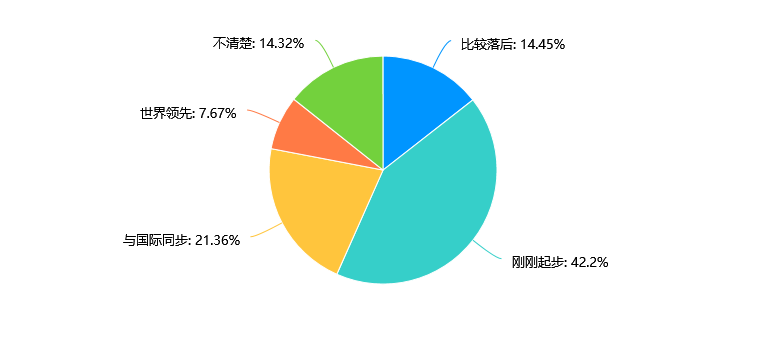 不清楚: 14.32%
比较落后: 14.45%
世界领先: 7.67%
与国际同步: 21.36%
刚刚起步: 42.2%